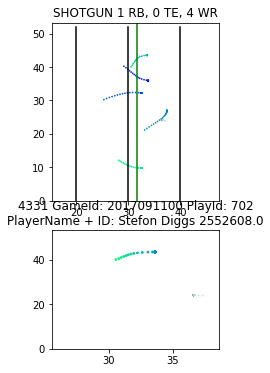 SHOTGUN 1 RB, 0 TE, 4 WR
50
40
30
20
10
0
20 30 40
4331 GameId: 2017091100 PlayId: 702
PlayerName + ID: Stefon Diggs 2552608.0
40
20
0
30 35